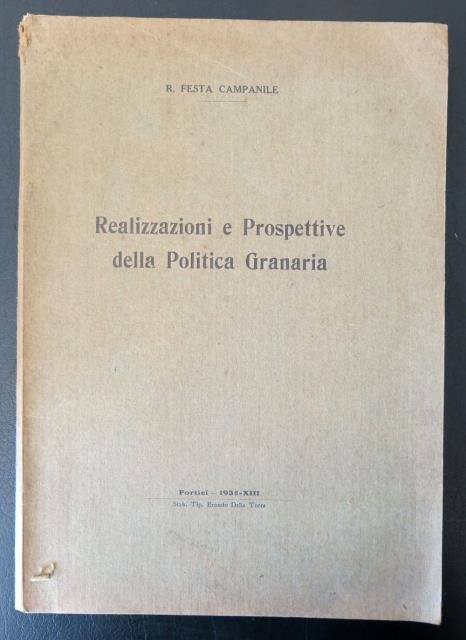 R. FESTA CAMPANILE
Realizzazioni e Prospettive
della Politica Granaria
Portici - 1935-XIII
Stab. Tip. Ernesto Della Torre